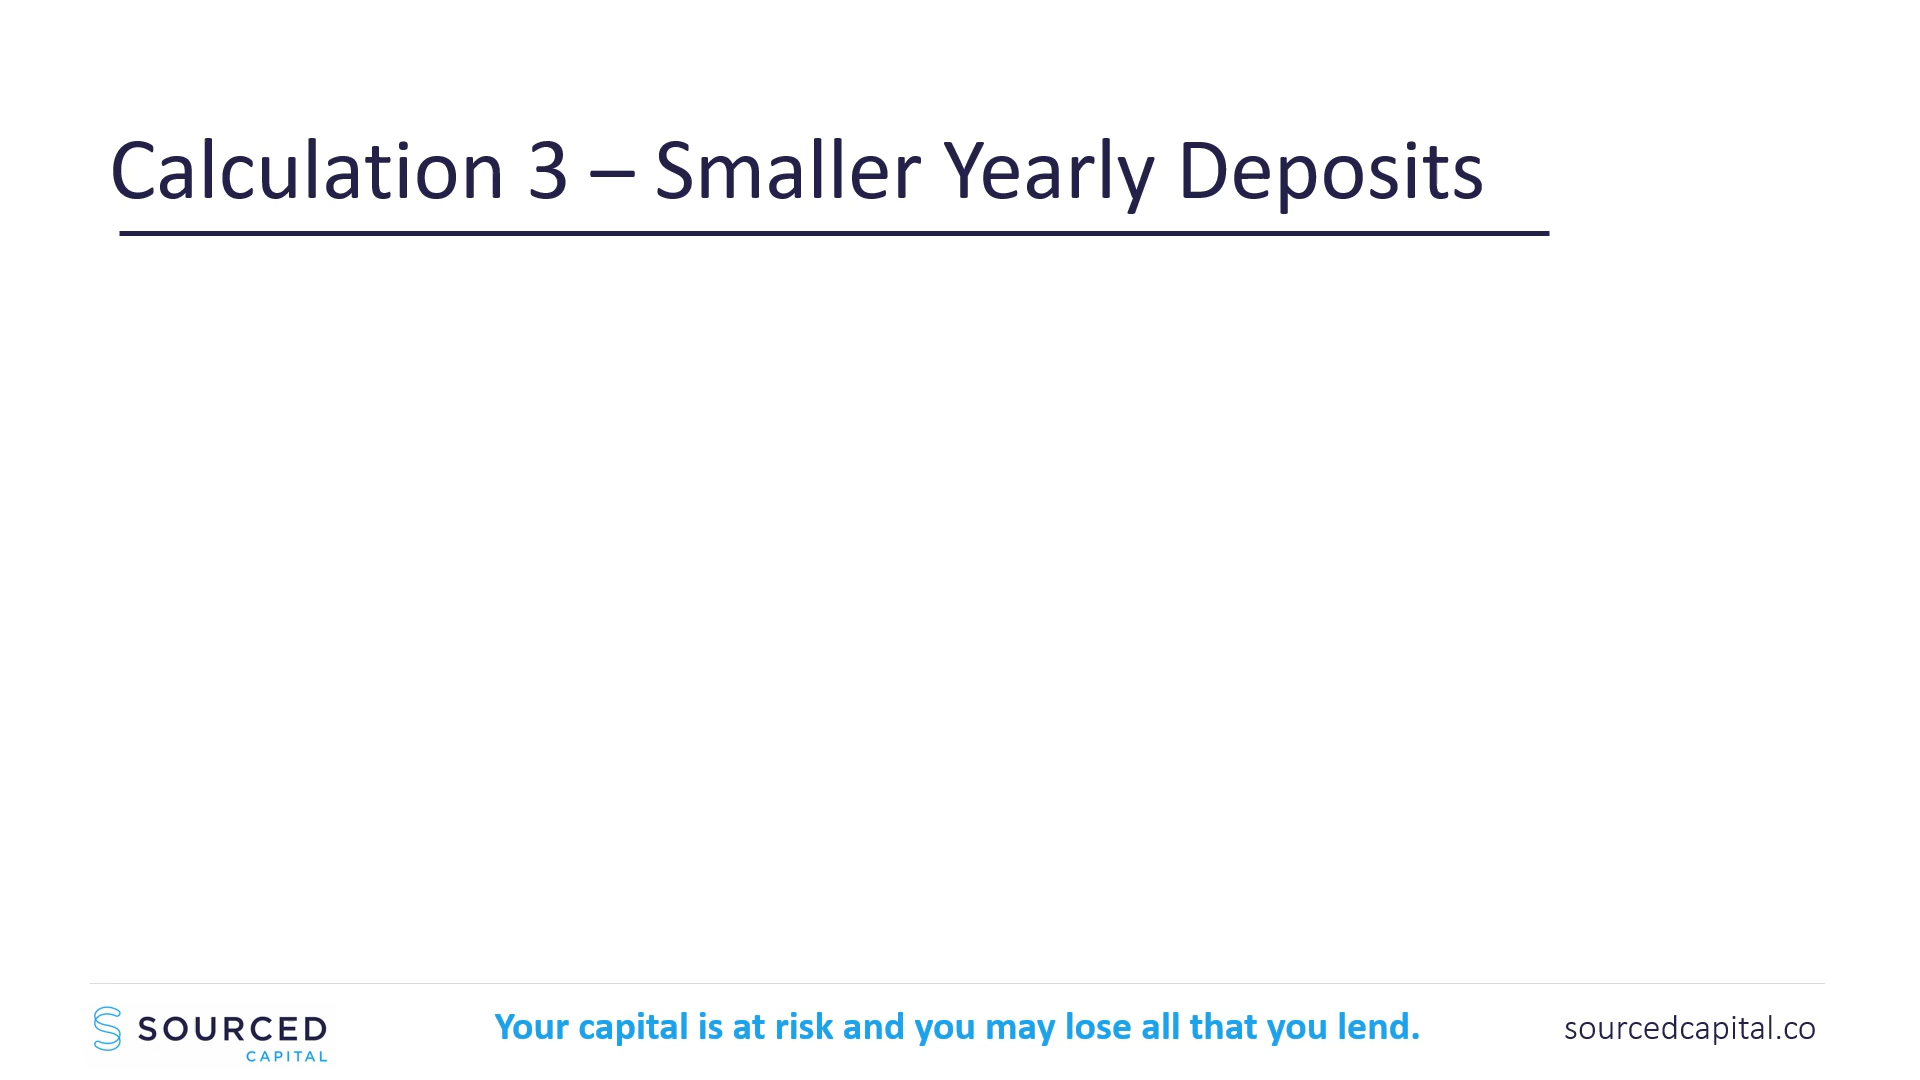 Calculation 3 – Smaller Yearly Deposits
SOURCED
CAPITAL
Your capital is at risk and you may lose all that you lend.
sourcedcapital.co